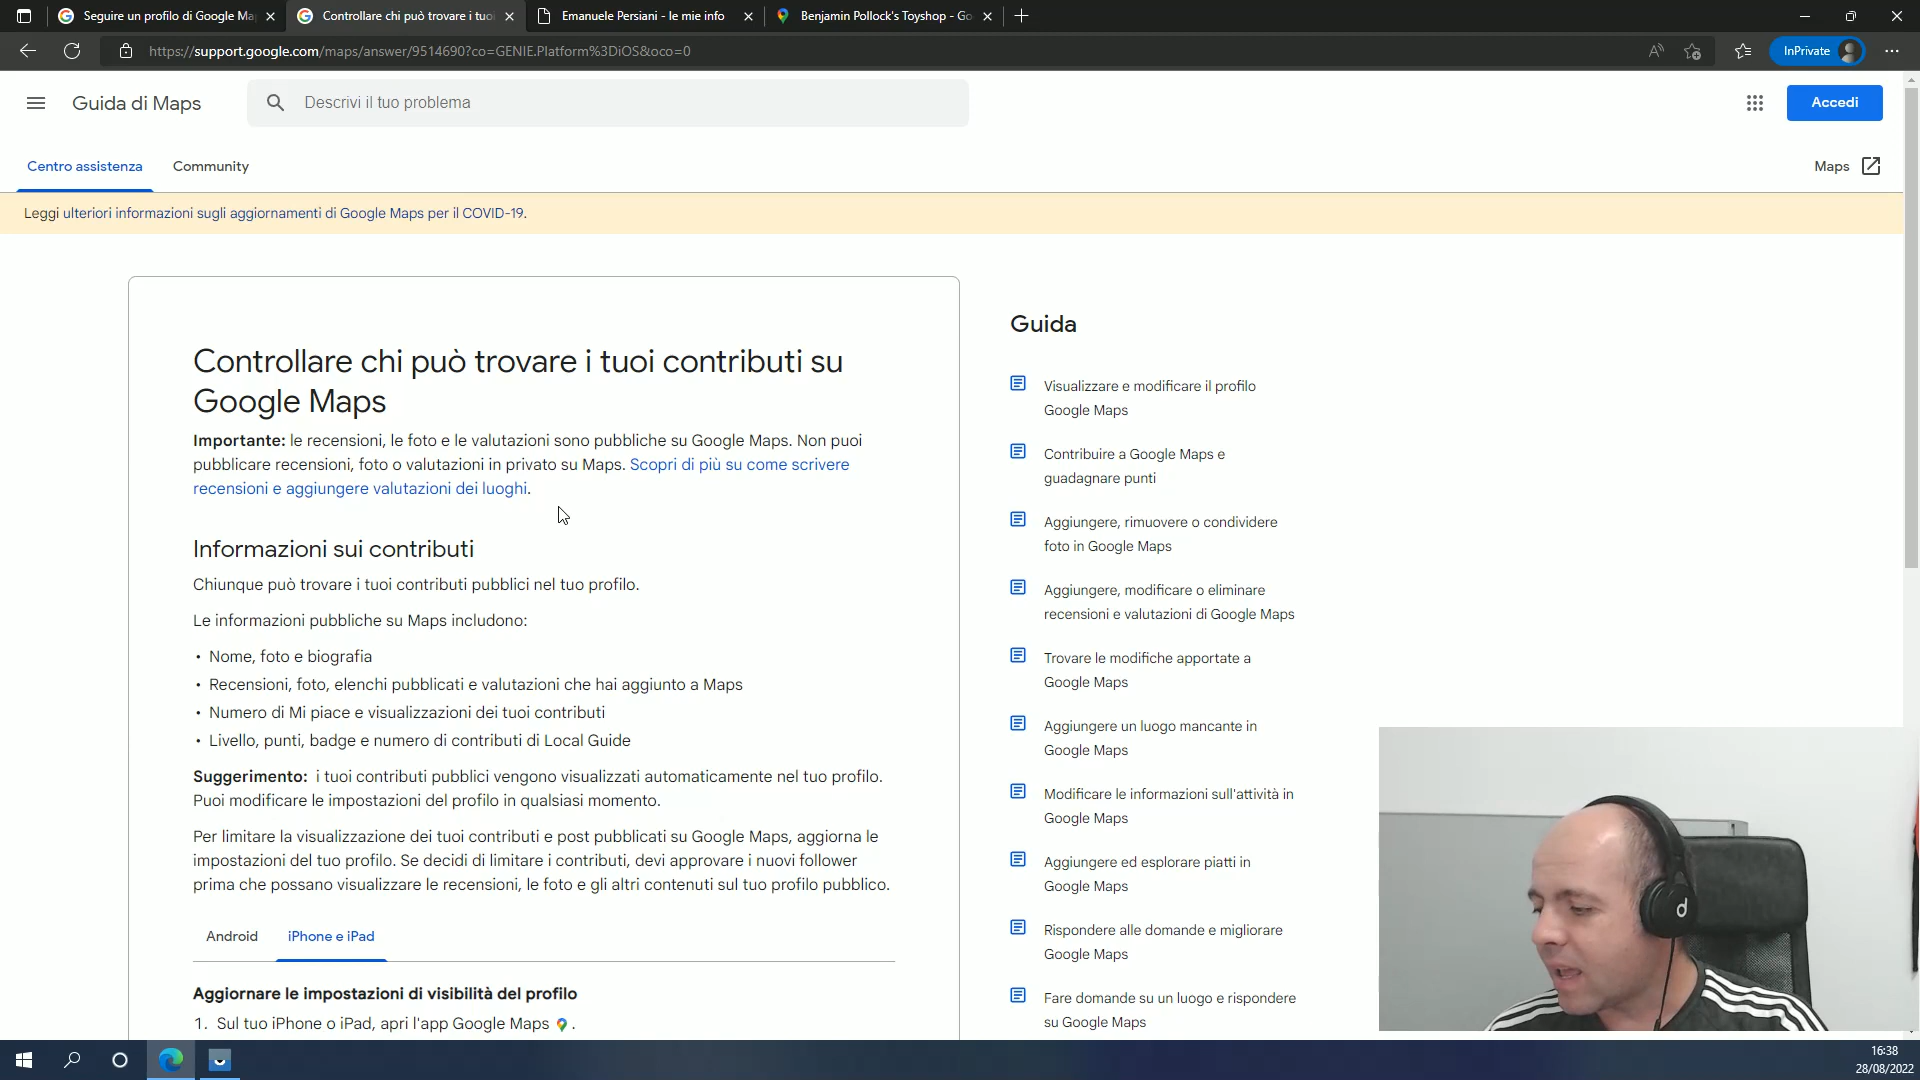 Seguire un profilo di Google Ma
Controllare chi può trovare i tuoi
Emanuele Persiani - le mie info
Benjamin Pollock's Toyshop - Go
https://support.google.com/maps/answer/9514690?co=GENIE.Platform%3DiOS&oco=0
InPrivate
Guida di Maps
Descrivi il tuo problema
Accedi
Centro assistenza
Community
Maps
Leggi ulteriori informazioni sugli aggiornamenti di Google Maps per il COVID-19.
Controllare chi può trovare i tuoi contributi su
Google Maps
Importante: le recensioni, le foto e le valutazioni sono pubbliche su Google Maps. Non puoi
pubblicare recensioni, foto o valutazioni in privato su Maps. Scopri di più su come scrivere
recensioni e aggiungere valutazioni dei luoghi.
Informazioni sui contributi
Chiunque può trovare i tuoi contributi pubblici nel tuo profilo.
Le informazioni pubbliche su Maps includono:
• Nome, foto e biografia
• Recensioni, foto, elenchi pubblicati e valutazioni che hai aggiunto a Maps
• Numero di Mi piace e visualizzazioni dei tuoi contributi
• Livello, punti, badge e numero di contributi di Local Guide
Suggerimento: i tuoi contributi pubblici vengono visualizzati automaticamente nel tuo profilo.
Puoi modificare le impostazioni del profilo in qualsiasi momento.
Per limitare la visualizzazione dei tuoi contributi e post pubblicati su Google Maps, aggiorna le
impostazioni del tuo profilo. Se decidi di limitare i contributi, devi approvare i nuovi follower
prima che possano visualizzare le recensioni, le foto e gli altri contenuti sul tuo profilo pubblico.
Android
iPhone e iPad
Aggiornare le impostazioni di visibilità del profilo
1. Sul tuo iPhone o iPad, apri l'app Google Maps .
Guida
Visualizzare e modificare il profilo
Google Maps
Contribuire a Google Maps e
guadagnare punti
Aggiungere, rimuovere o condividere
foto in Google Maps
Aggiungere, modificare o eliminare
recensioni e valutazioni di Google Maps
Trovare le modifiche apportate a
Google Maps
Aggiungere un luogo mancante in
Google Maps
Modificare le informazioni sull'attività in
Google Maps
Aggiungere ed esplorare piatti in
Google Maps
Rispondere alle domande e migliorare
Google Maps
Fare domande su un luogo e rispondere
su Google Maps
16:38
28/08/2022